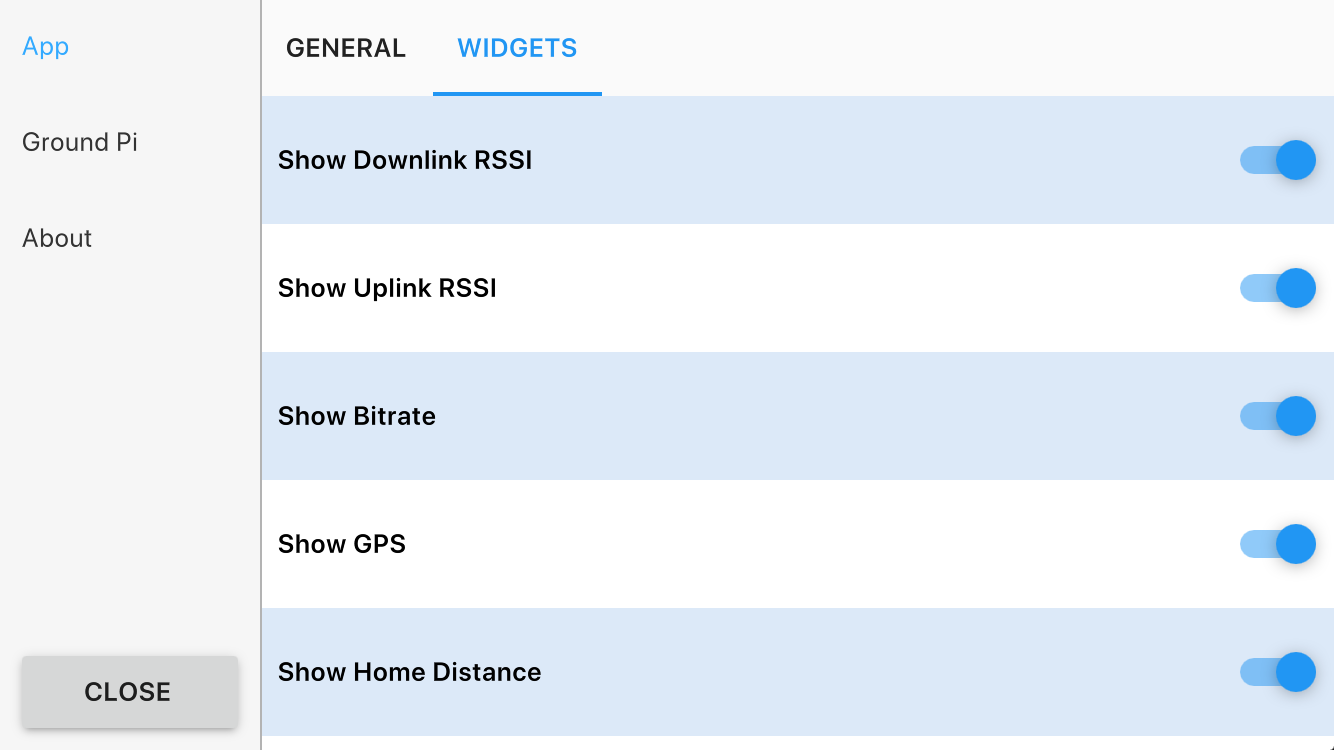 App
Ground Pi
About
CLOSE
GENERAL
WIDGETS
Show Downlink RSSI
Show Uplink RSSI
Show Bitrate
Show GPS
Show Home Distance